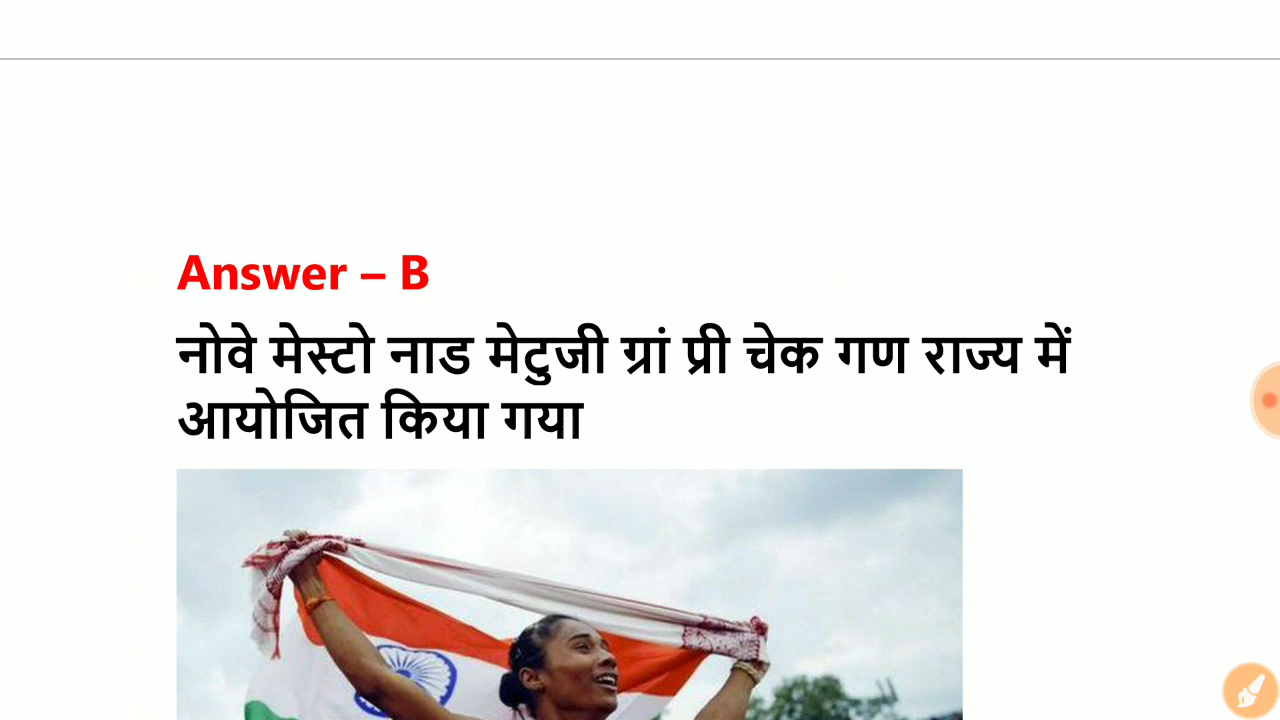 Answer – B
नोवे मेस्टो नाड मेटुजी ग्रां प्री चेक गण राज्य में
आयोजित किया गया